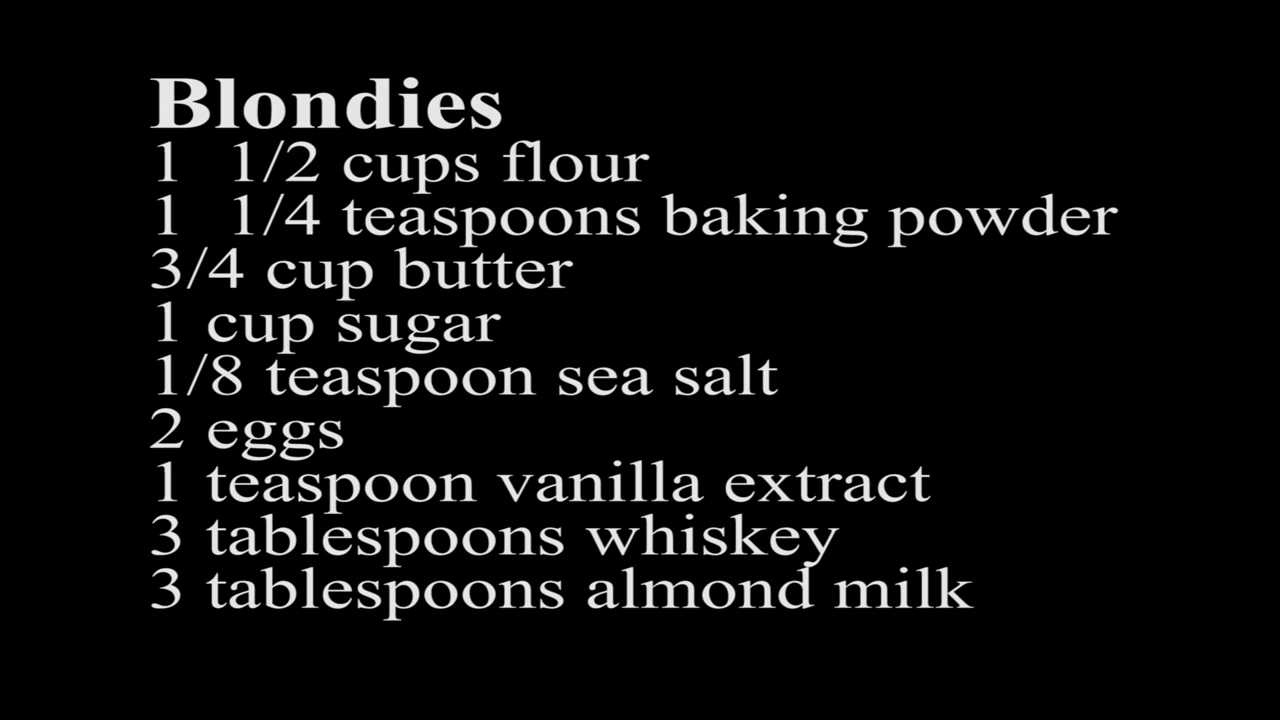 Blondies
1  1/2 cups flour
1  1/4 teaspoons baking powder
3/4 cup butter
1 cup sugar
1/8 teaspoon sea salt
2 eggs
1 teaspoon vanilla extract
3 tablespoons whiskey
3 tablespoons almond milk